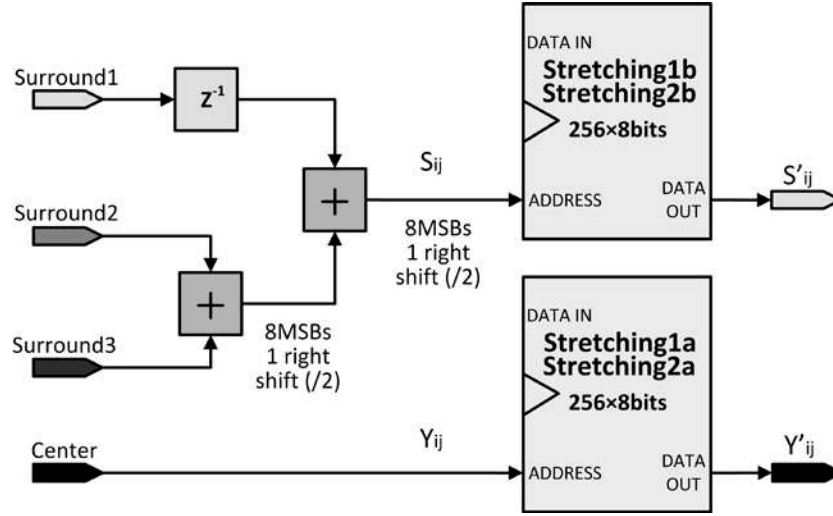 Surround1
Z⁻¹
Surround2
+
Surround3
+
8MSBs
1 right
shift (/2)
Sᵢⱼ
8MSBs
1 right
shift (/2)
DATA IN
Stretching1b
Stretching2b
256×8bits
ADDRESS
DATA
OUT
S'ᵢⱼ
Center
Yᵢⱼ
DATA IN
Stretching1a
Stretching2a
256×8bits
ADDRESS
DATA
OUT
Y'ᵢⱼ